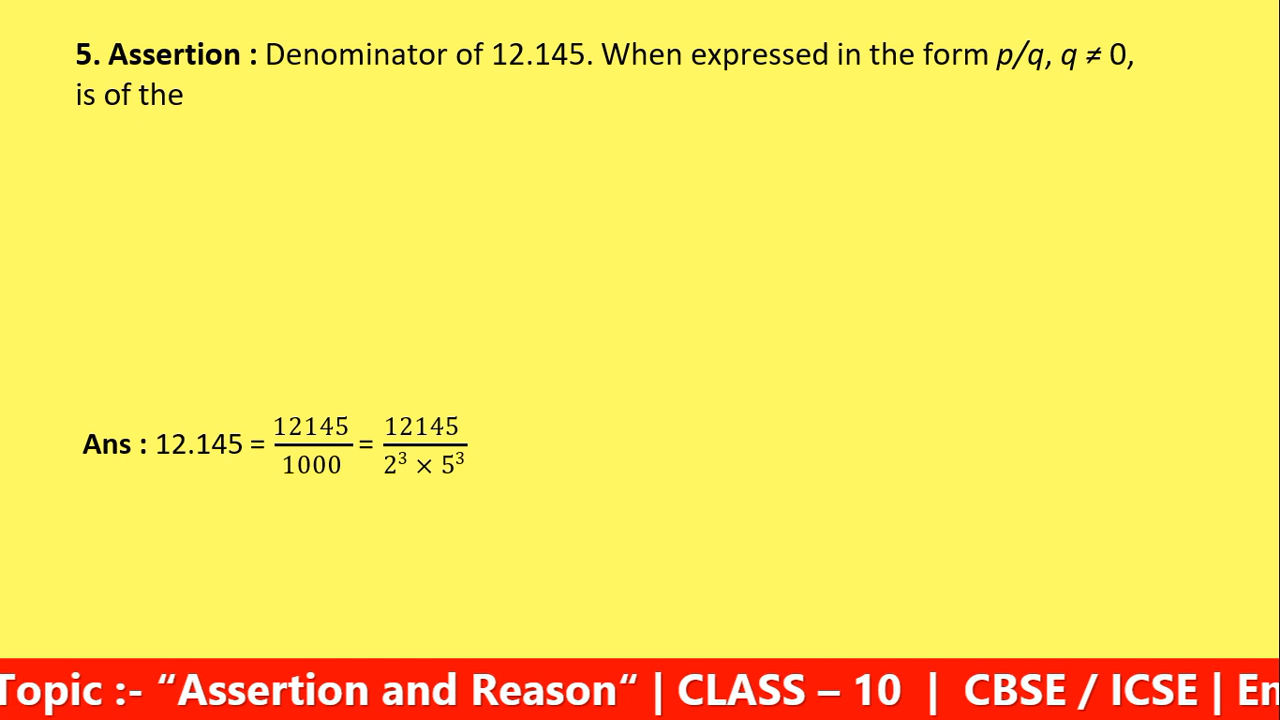 5. Assertion : Denominator of 12.145. When expressed in the form p/q, q ≠ 0,
is of the
Ans : 12.145 = 12145/1000 = 12145/2³ × 5³
Topic :- “Assertion and Reason“ | CLASS – 10 | CBSE / ICSE | En